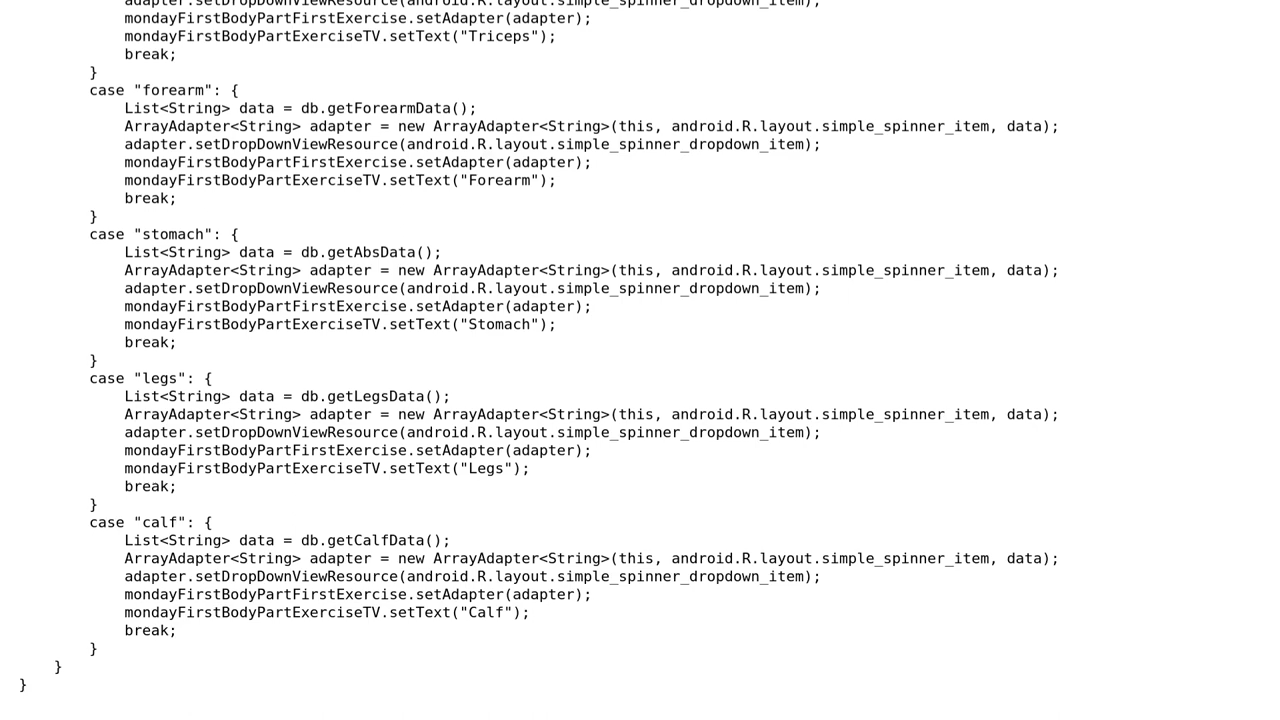 adapter.setDropDownViewResource(android.R.layout.simple_spinner_dropdown_item);
mondayFirstBodyPartFirstExercise.setAdapter(adapter);
mondayFirstBodyPartExerciseTV.setText("Triceps");
break;
}
case "forearm": {
List<String> data = db.getForearmData();
ArrayAdapter<String> adapter = new ArrayAdapter<String>(this, android.R.layout.simple_spinner_item, data);
adapter.setDropDownViewResource(android.R.layout.simple_spinner_dropdown_item);
mondayFirstBodyPartFirstExercise.setAdapter(adapter);
mondayFirstBodyPartExerciseTV.setText("Forearm");
break;
}
case "stomach": {
List<String> data = db.getAbsData();
ArrayAdapter<String> adapter = new ArrayAdapter<String>(this, android.R.layout.simple_spinner_item, data);
adapter.setDropDownViewResource(android.R.layout.simple_spinner_dropdown_item);
mondayFirstBodyPartFirstExercise.setAdapter(adapter);
mondayFirstBodyPartExerciseTV.setText("Stomach");
break;
}
case "legs": {
List<String> data = db.getLegsData();
ArrayAdapter<String> adapter = new ArrayAdapter<String>(this, android.R.layout.simple_spinner_item, data);
adapter.setDropDownViewResource(android.R.layout.simple_spinner_dropdown_item);
mondayFirstBodyPartFirstExercise.setAdapter(adapter);
mondayFirstBodyPartExerciseTV.setText("Legs");
break;
}
case "calf": {
List<String> data = db.getCalfData();
ArrayAdapter<String> adapter = new ArrayAdapter<String>(this, android.R.layout.simple_spinner_item, data);
adapter.setDropDownViewResource(android.R.layout.simple_spinner_dropdown_item);
mondayFirstBodyPartFirstExercise.setAdapter(adapter);
mondayFirstBodyPartExerciseTV.setText("Calf");
break;
}
}
}